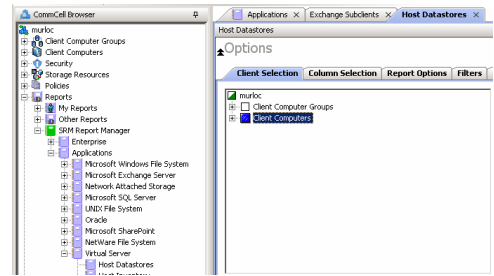 CommCell Browser
murloc
Client Computer Groups
Client Computers
Security
Storage Resources
Policies
Reports
My Reports
Other Reports
SRM Report Manager
Enterprise
Applications
Microsoft Windows File System
Microsoft Exchange Server
Network Attached Storage
Microsoft SQL Server
UNIX File System
Oracle
Microsoft SharePoint
NetWare File System
Virtual Server
Host Datastores
Host Inventory
Applications
Exchange Subclients
Host Datastores
Host Datastores
Options
Client Selection
Column Selection
Report Options
Filters
murloc
Client Computer Groups
Client Computers